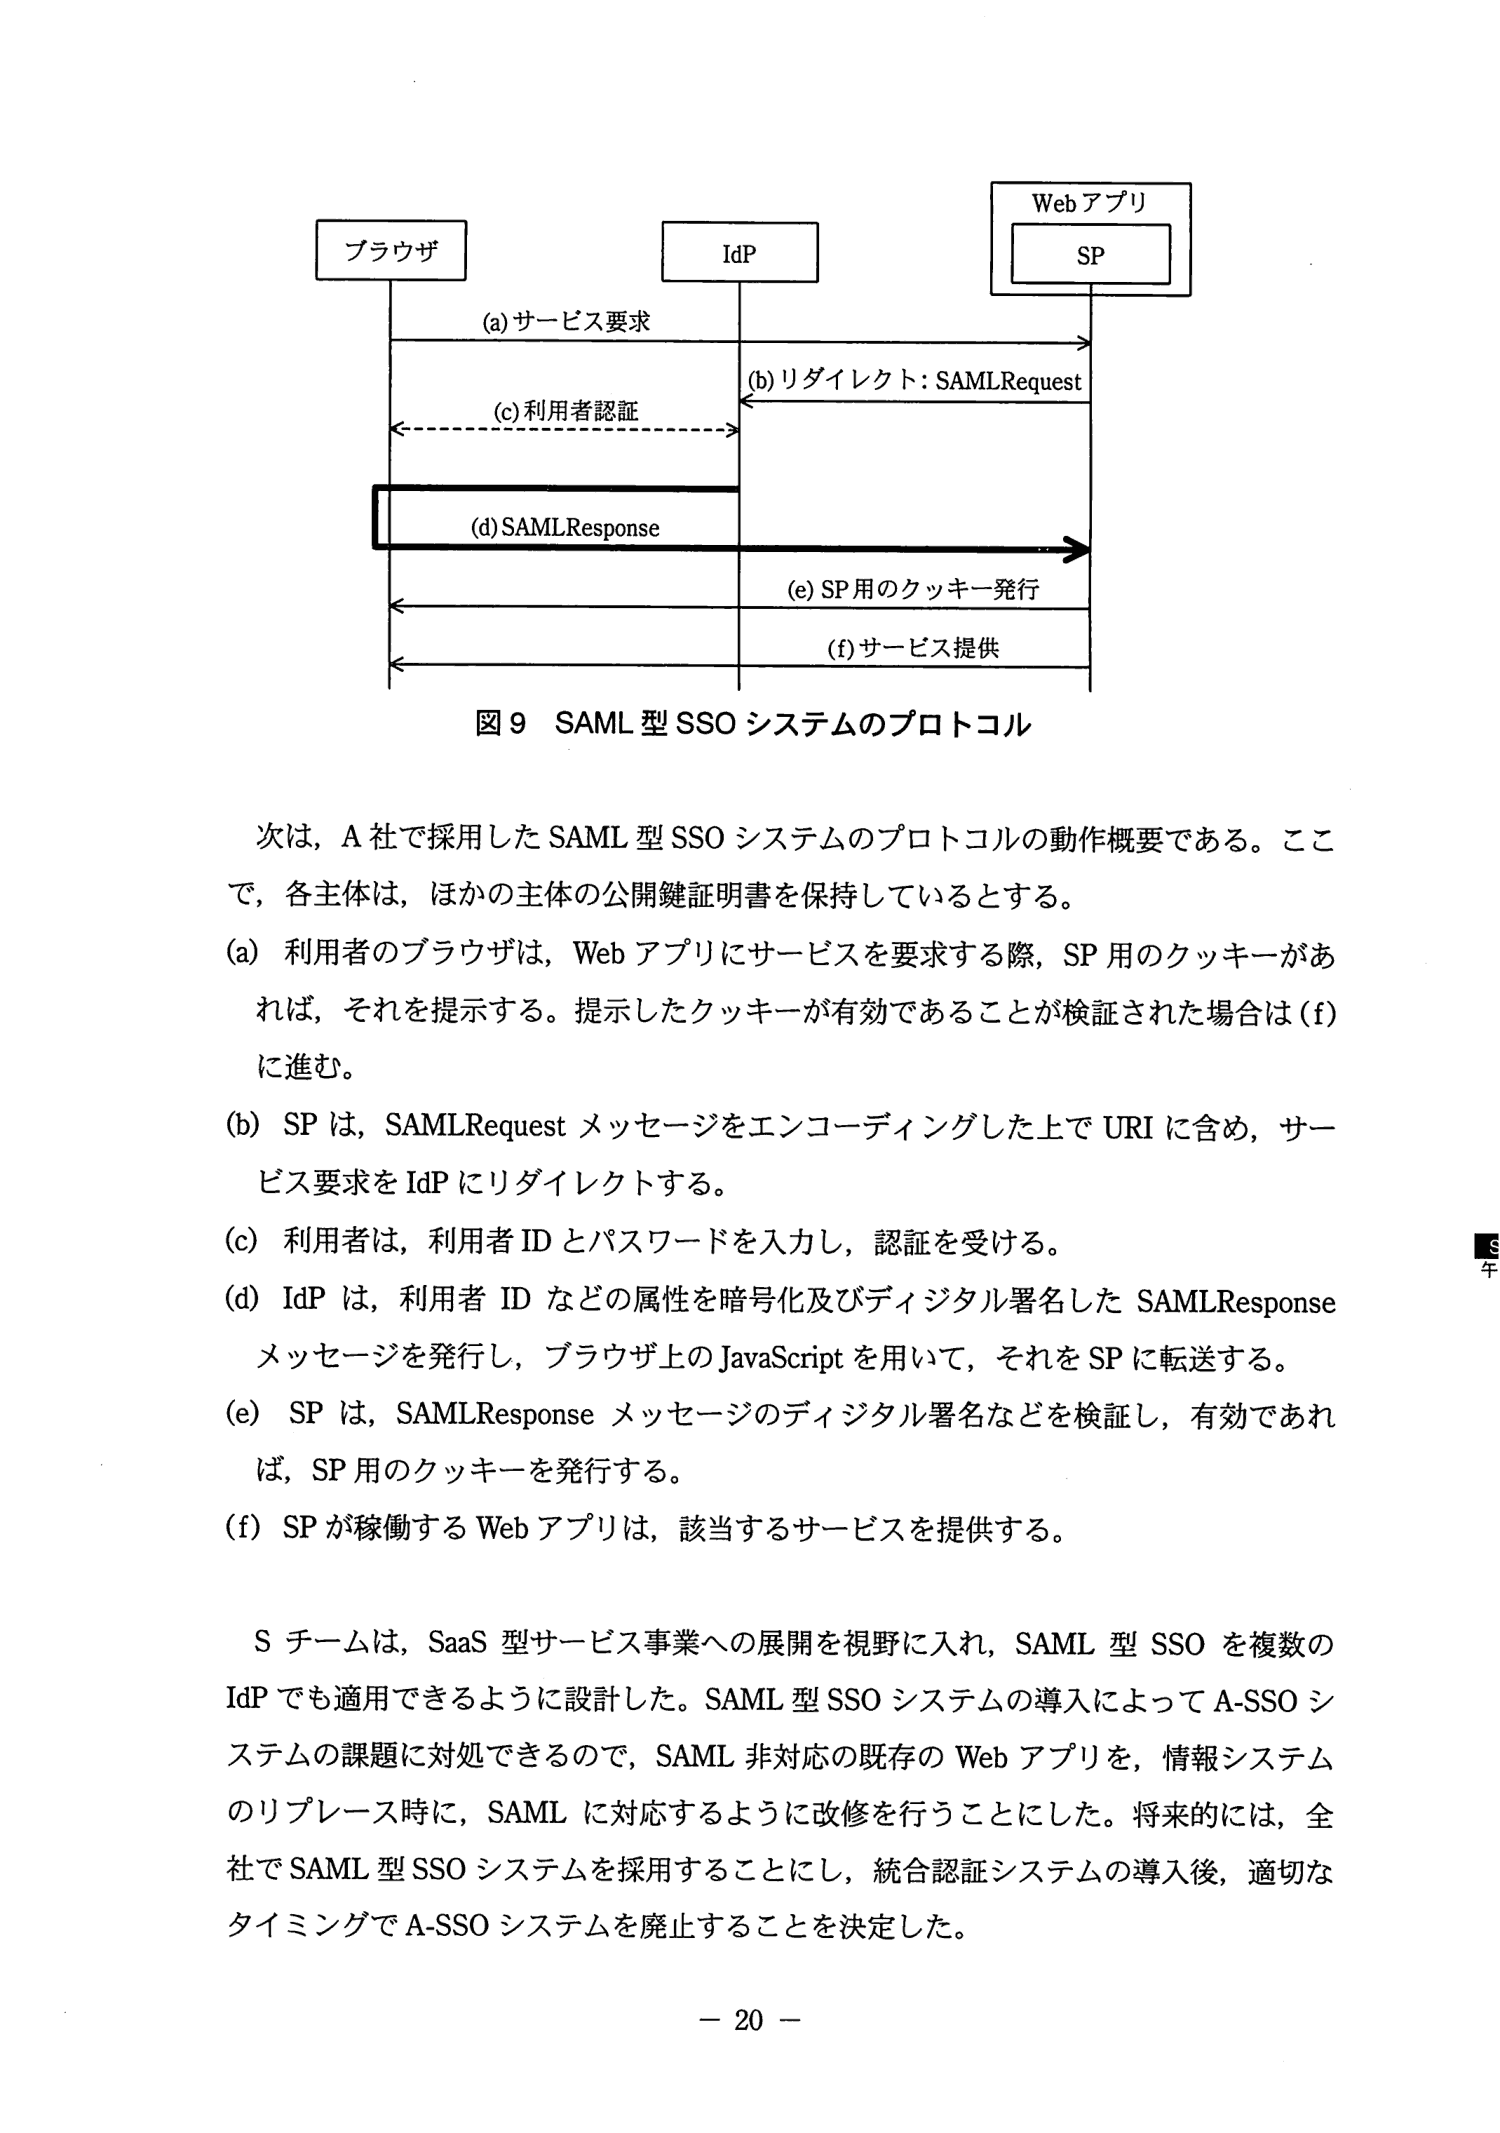 Webアプリ
ブラウザ
IdP
SP
(a)サービス要求
(b)リダイレクト：SAMLRequest
(c)利用者認証
(d)SAMLResponse
(e)SP用のクッキー発行
(f)サービス提供
図9　SAML型SSOシステムのプロトコル
次は，A社で採用したSAML型SSOシステムのプロトコルの動作概要である。ここ
で，各主体は，ほかの主体の公開鍵証明書を保持しているとする。
(a)　利用者のブラウザは，Webアプリにサービスを要求する際，SP用のクッキーがあ
れば，それを提示する。提示したクッキーが有効であることが検証された場合は(f)
に進む。
(b)　SPは，SAMLRequestメッセージをエンコーディングした上でURIに含め，サー
ビス要求をIdPにリダイレクトする。
(c)　利用者は，利用者IDとパスワードを入力し，認証を受ける。
(d)　IdPは，利用者IDなどの属性を暗号化及びディジタル署名したSAMLResponse
メッセージを発行し，ブラウザ上のJavaScriptを用いて，それをSPに転送する。
(e)　SPは，SAMLResponseメッセージのディジタル署名などを検証し，有効であれ
ば，SP用のクッキーを発行する。
(f)　SPが稼働するWebアプリは，該当するサービスを提供する。
Sチームは，SaaS型サービス事業への展開を視野に入れ，SAML型SSOを複数の
IdPでも適用できるように設計した。SAML型SSOシステムの導入によってA-SSOシ
ステムの課題に対処できるので，SAML非対応の既存のWebアプリを，情報システム
のリプレース時に，SAMLに対応するように改修を行うことにした。将来的には，全
社でSAML型SSOシステムを採用することにし，統合認証システムの導入後，適切な
タイミングでA-SSOシステムを廃止することを決定した。
S
午
－ 20 －